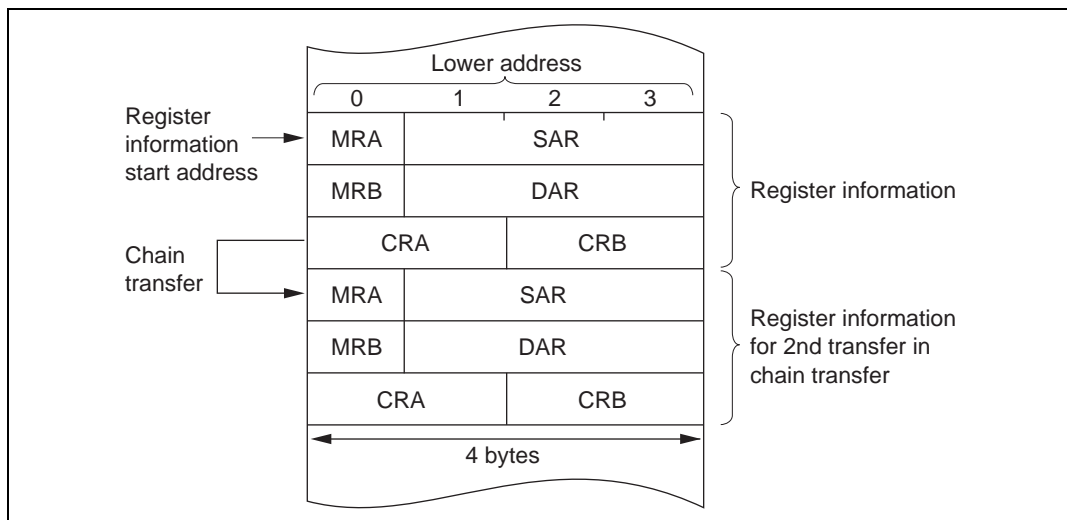 Lower address
0 1 2 3
Register
information
start address
MRA SAR
MRB DAR
Register information
CRA CRB
Chain
transfer
MRA SAR
MRB DAR
Register information
for 2nd transfer in
chain transfer
CRA CRB
4 bytes